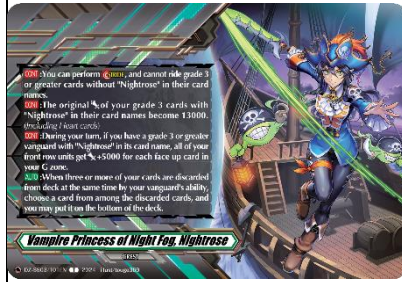 CONT :You can perform G-STRIDE, and cannot ride grade 3
or greater cards without "Nightrose" in their card
names.
CONT :The original of your grade 3 cards with
"Nightrose" in their card names become 13000.
(Including Heart cards)
CONT :During your turn, if you have a grade 3 or greater
vanguard with "Nightrose" in its card name, all of your
front row units get +5000 for each face up card in
your G zone.
AUTO :When three or more of your cards are discarded
from deck at the same time by your vanguard's ability,
choose a card from among the discarded cards, and
you may put it on the bottom of the deck.
Vampire Princess of Night Fog, Nightrose
CREST
EN 2024